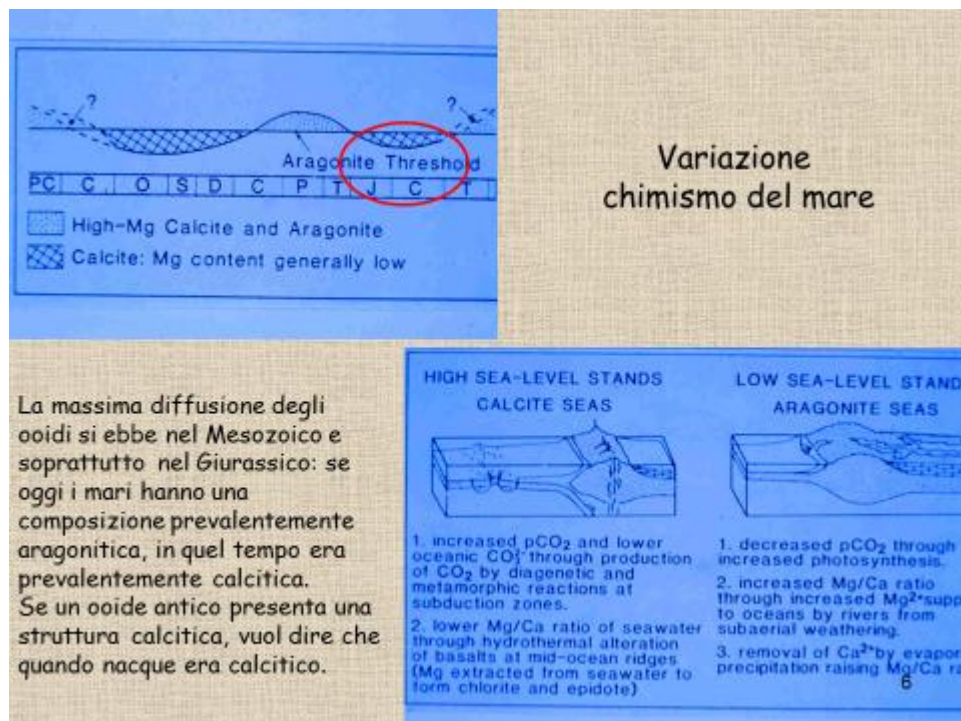 ?
?
Aragonite Threshold
PC C O S D C P T J C T
High-Mg Calcite and Aragonite
Calcite: Mg content generally low
Variazione
chimismo del mare
La massima diffusione degli
ooidi si ebbe nel Mesozoico e
soprattutto nel Giurassico: se
oggi i mari hanno una
composizione prevalentemente
aragonitica, in quel tempo era
prevalentemente calcitica.
Se un ooide antico presenta una
struttura calcitica, vuol dire che
quando nacque era calcitico.
HIGH SEA-LEVEL STANDS
CALCITE SEAS
1. increased pCO₂ and lower
oceanic CO₃²⁻ through production
of CO₂ by diagenetic and
metamorphic reactions at
subduction zones.
2. lower Mg/Ca ratio of seawater
through hydrothermal alteration
of basalts at mid-ocean ridges
(Mg extracted from seawater to
form chlorite and epidote)
LOW SEA-LEVEL STAND
ARAGONITE SEAS
1. decreased pCO₂ through
increased photosynthesis.
2. increased Mg/Ca ratio
through increased Mg²⁺ supp
to oceans by rivers from
subaerial weathering.
3. removal of Ca²⁺ by evapor
precipitation raising Mg/Ca ra
6